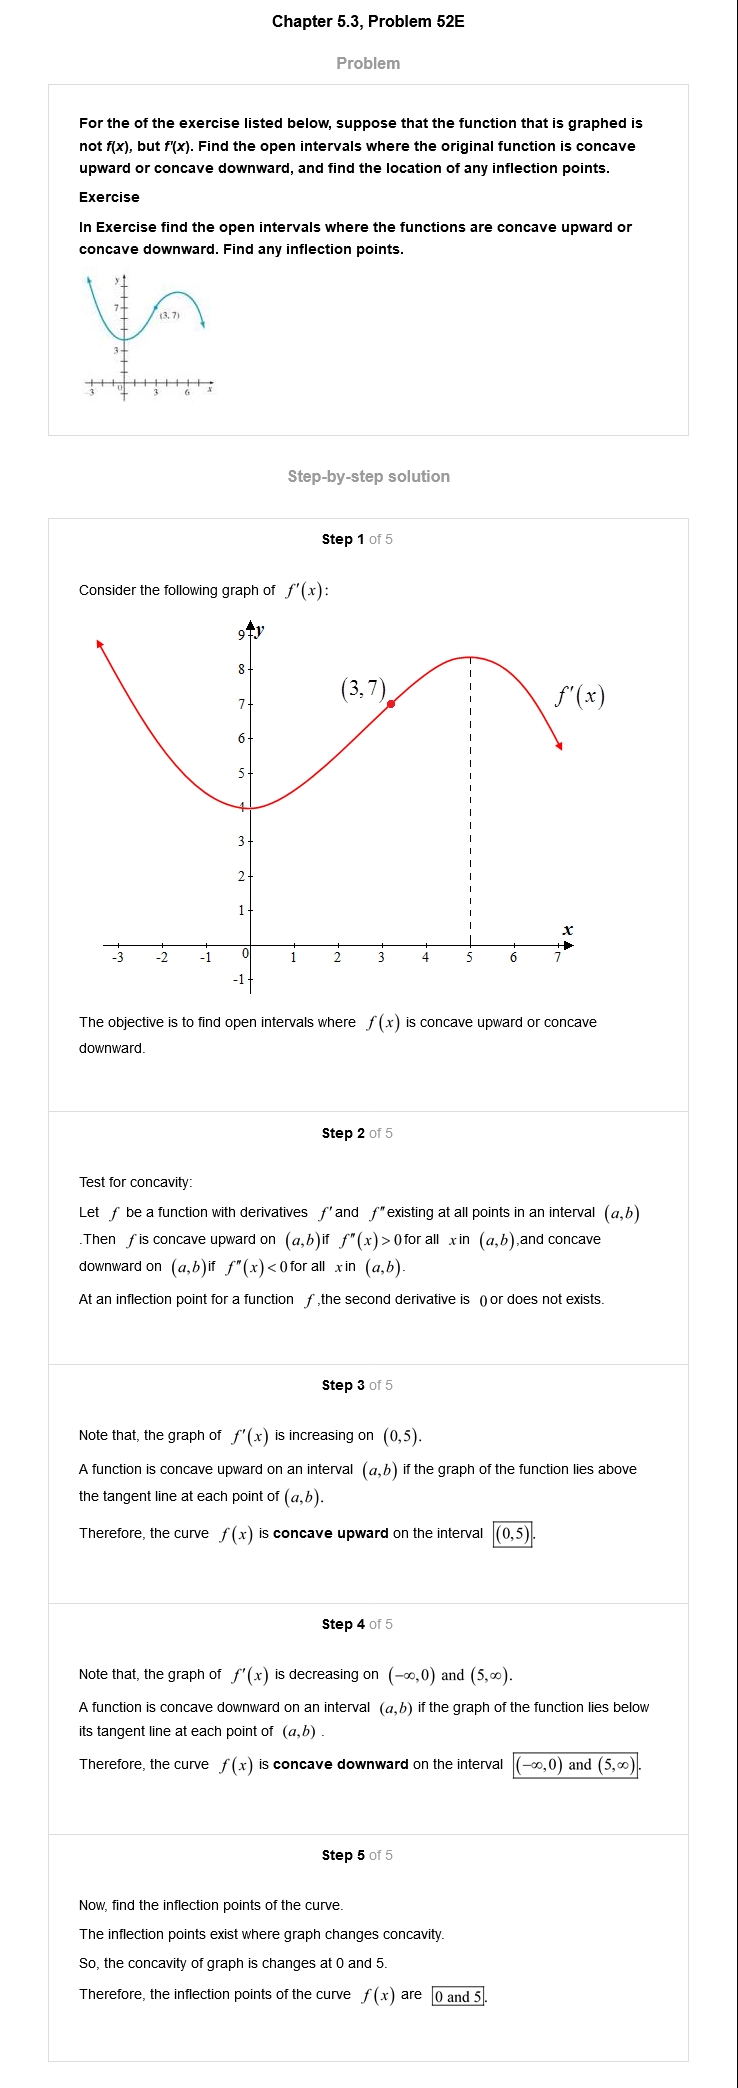 Chapter 5.3, Problem 52E
Problem
For the of the exercise listed below, suppose that the function that is graphed is
not f(x), but f′(x). Find the open intervals where the original function is concave
upward or concave downward, and find the location of any inflection points.
Exercise
In Exercise find the open intervals where the functions are concave upward or
concave downward. Find any inflection points.
y
7
(3, 7)
3
-3 0 3 6 x
Step-by-step solution
Step 1 of 5
Consider the following graph of f′(x):
9 y
8
(3,7) f′(x)
7
6
5
4
3
2
1
x
-3 -2 -1 0 1 2 3 4 5 6 7
-1
The objective is to find open intervals where f(x) is concave upward or concave
downward.
Step 2 of 5
Test for concavity:
Let f be a function with derivatives f′ and f″ existing at all points in an interval (a,b)
.Then f is concave upward on (a,b) if f″(x) > 0 for all x in (a,b), and concave
downward on (a,b) if f″(x) < 0 for all x in (a,b).
At an inflection point for a function f ,the second derivative is 0 or does not exists.
Step 3 of 5
Note that, the graph of f′(x) is increasing on (0,5).
A function is concave upward on an interval (a,b) if the graph of the function lies above
the tangent line at each point of (a,b).
Therefore, the curve f(x) is concave upward on the interval (0,5).
Step 4 of 5
Note that, the graph of f′(x) is decreasing on (−∞,0) and (5,∞).
A function is concave downward on an interval (a,b) if the graph of the function lies below
its tangent line at each point of (a,b) .
Therefore, the curve f(x) is concave downward on the interval (−∞,0) and (5,∞).
Step 5 of 5
Now, find the inflection points of the curve.
The inflection points exist where graph changes concavity.
So, the concavity of graph is changes at 0 and 5.
Therefore, the inflection points of the curve f(x) are 0 and 5.